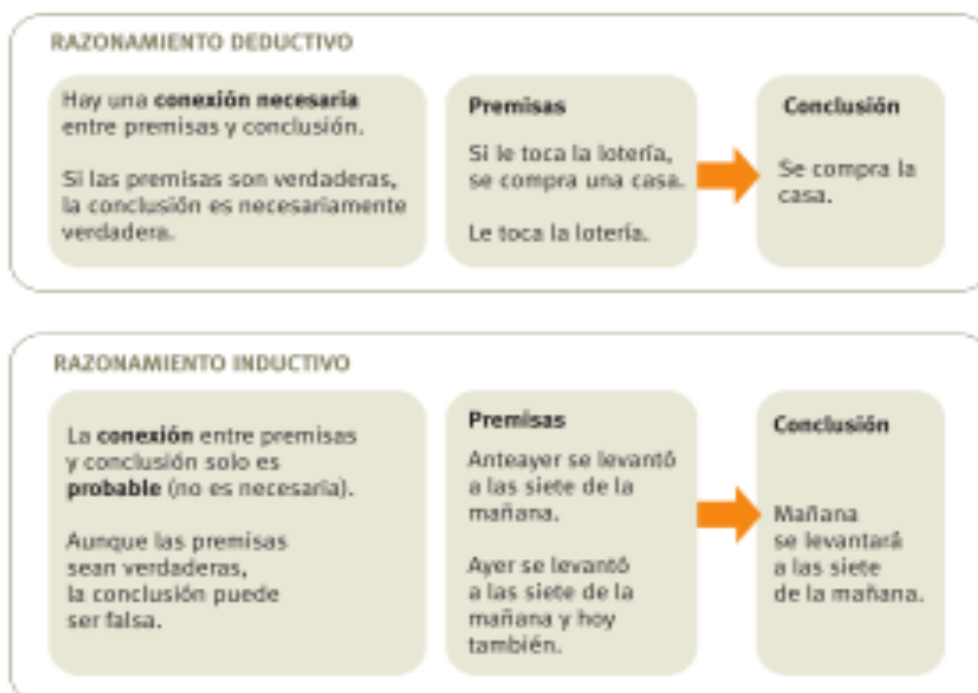 RAZONAMIENTO DEDUCTIVO
Hay una conexión necesaria
entre premisas y conclusión.
Si las premisas son verdaderas,
la conclusión es necesariamente
verdadera.
Premisas
Si le toca la lotería,
se compra una casa.
Le toca la lotería.
Conclusión
Se compra la
casa.
RAZONAMIENTO INDUCTIVO
La conexión entre premisas
y conclusión solo es
probable (no es necesaria).
Aunque las premisas
sean verdaderas,
la conclusión puede
ser falsa.
Premisas
Anteayer se levantó
a las siete de la
mañana.
Ayer se levantó
a las siete de la
mañana y hoy
también.
Conclusión
Mañana
se levantará
a las siete
de la mañana.